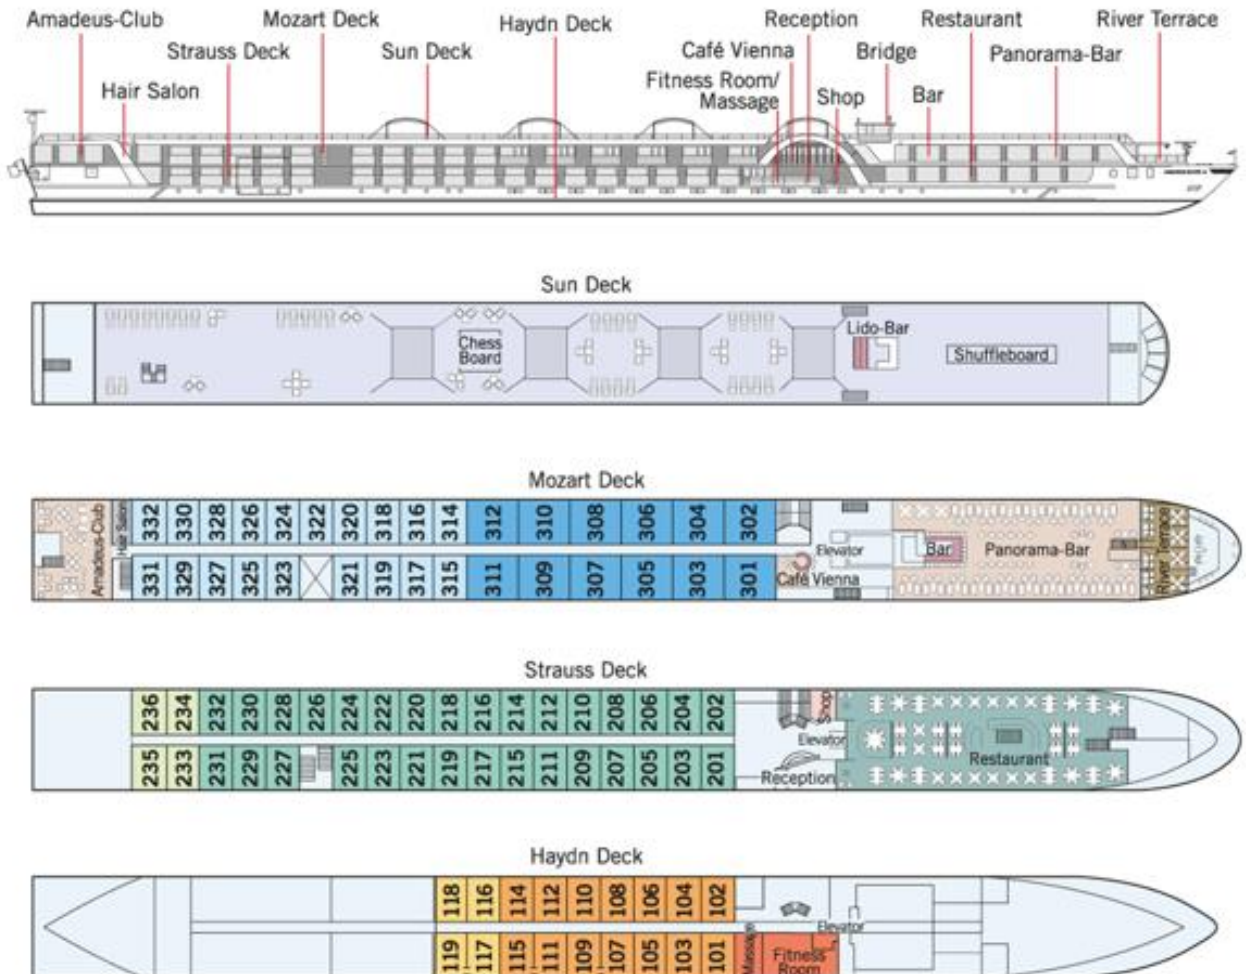 Amadeus-Club
Mozart Deck
Haydn Deck
Reception
Restaurant
River Terrace
Strauss Deck
Sun Deck
Café Vienna
Bridge
Panorama-Bar
Hair Salon
Fitness Room/
Massage
Shop
Bar
Sun Deck
Chess
Board
Lido-Bar
Shuffleboard
Mozart Deck
Amadeus-Club
Hair Salon
332 330 328 326 324 322 320 318 316 314 312 310 308 306 304 302
331 329 327 325 323 321 319 317 315 311 309 307 305 303 301
Elevator
Café Vienna
Bar
Panorama-Bar
River Terrace
Strauss Deck
236 234 232 230 228 226 224 222 220 218 216 214 212 210 208 206 204 202
235 233 231 229 227 225 223 221 219 217 215 211 209 207 205 203 201
Shop
Elevator
Reception
Restaurant
Haydn Deck
118 116 114 112 110 108 106 104 102
119 117 115 111 109 107 105 103 101
Elevator
Massage
Fitness
Room